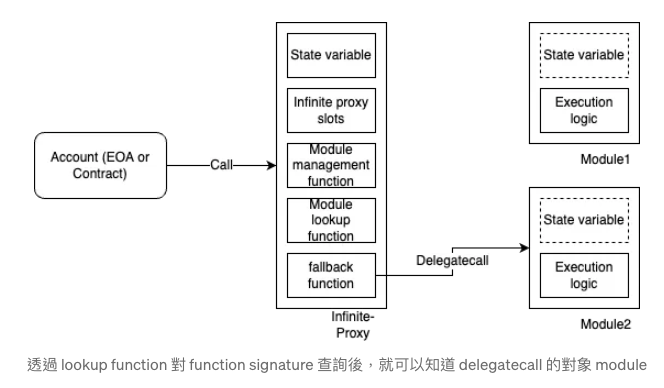 Account (EOA or
Contract)
Call
State variable
Infinite proxy
slots
Module
management
function
Module
lookup
function
fallback
function
Infinite-
Proxy
Delegatecall
State variable
Execution
logic
Module1
State variable
Execution
logic
Module2
透過 lookup function 對 function signature 查詢後，就可以知道 delegatecall 的對象 module